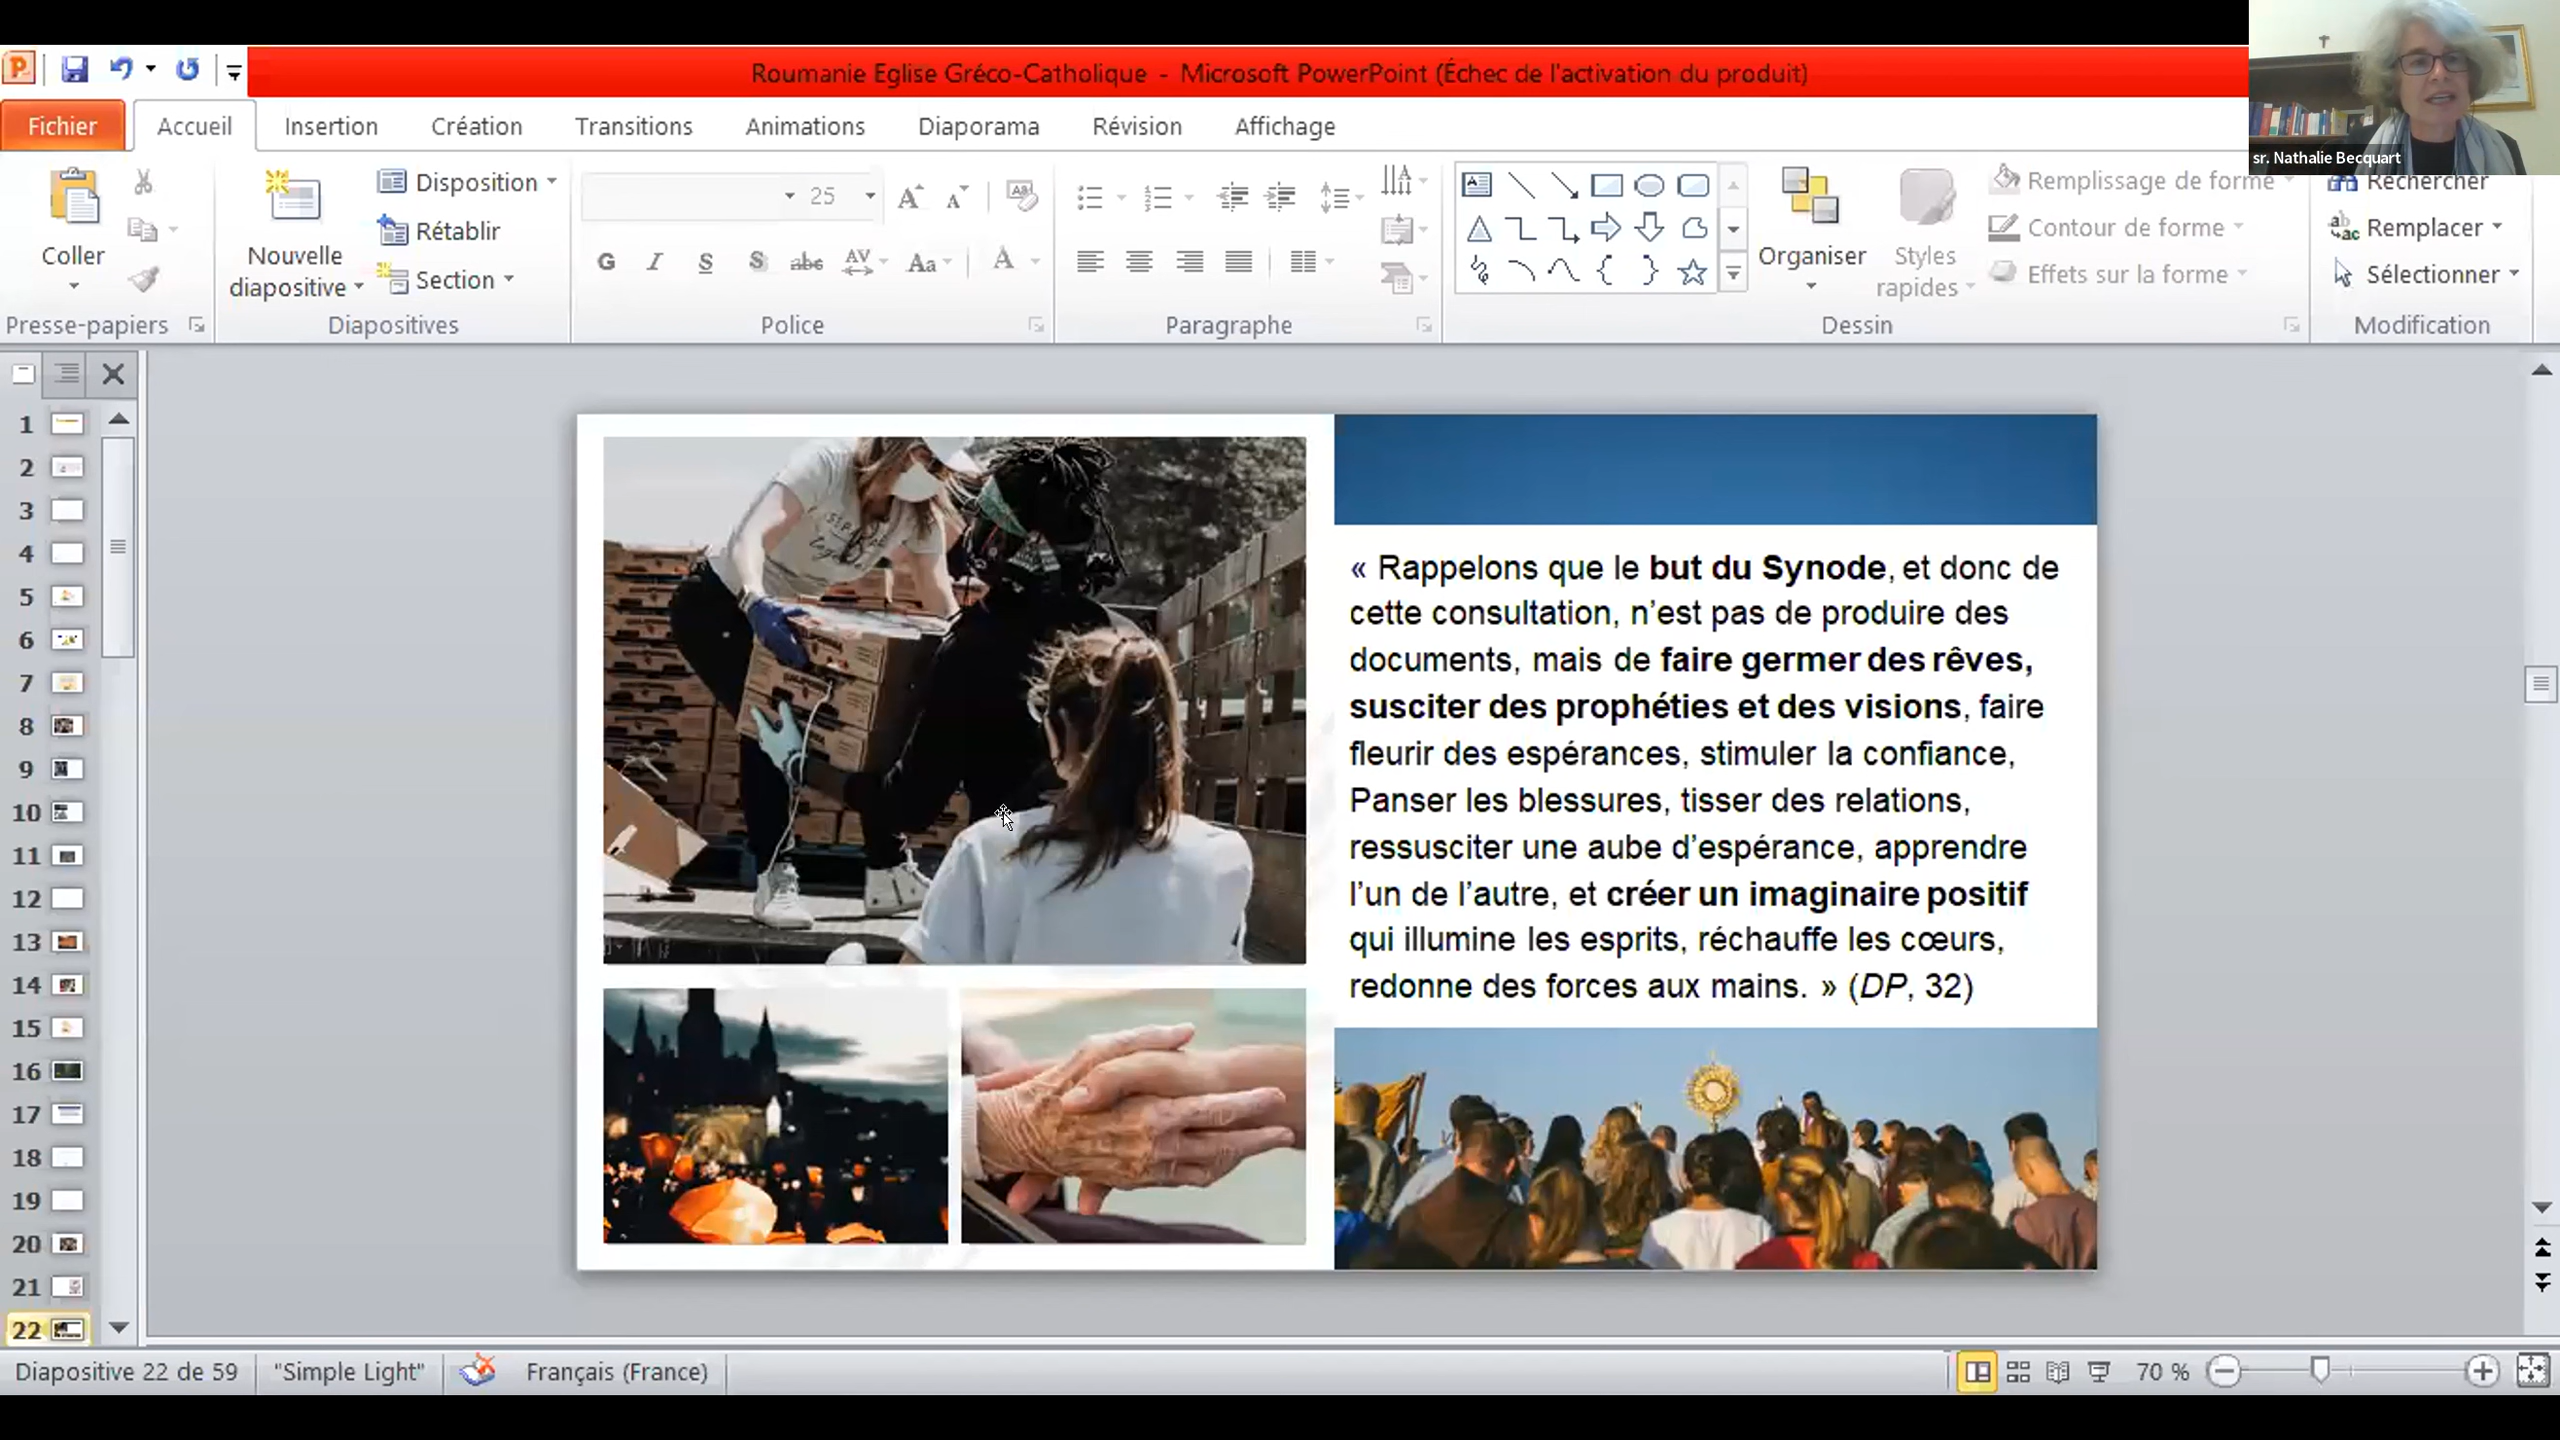 Roumanie Eglise Gréco-Catholique - Microsoft PowerPoint (Échec de l'activation du produit)
sr. Nathalie Becquart
Fichier Accueil Insertion Création Transitions Animations Diaporama Révision Affichage
Coller
Presse-papiers
Nouvelle
diapositive
Disposition
Rétablir
Section
Diapositives
25
G I S S abc AV Aa A
Police
Paragraphe
Organiser
Styles
rapides
Remplissage de forme
Contour de forme
Effets sur la forme
Dessin
Rechercher
Remplacer
Sélectionner
Modification
1
2
3
4
5
6
7
8
9
10
11
12
13
14
15
16
17
18
19
20
21
22
« Rappelons que le but du Synode, et donc de
cette consultation, n’est pas de produire des
documents, mais de faire germer des rêves,
susciter des prophéties et des visions, faire
fleurir des espérances, stimuler la confiance,
Panser les blessures, tisser des relations,
ressusciter une aube d’espérance, apprendre
l’un de l’autre, et créer un imaginaire positif
qui illumine les esprits, réchauffe les cœurs,
redonne des forces aux mains. » (DP, 32)
Diapositive 22 de 59 "Simple Light" Français (France) 70 %